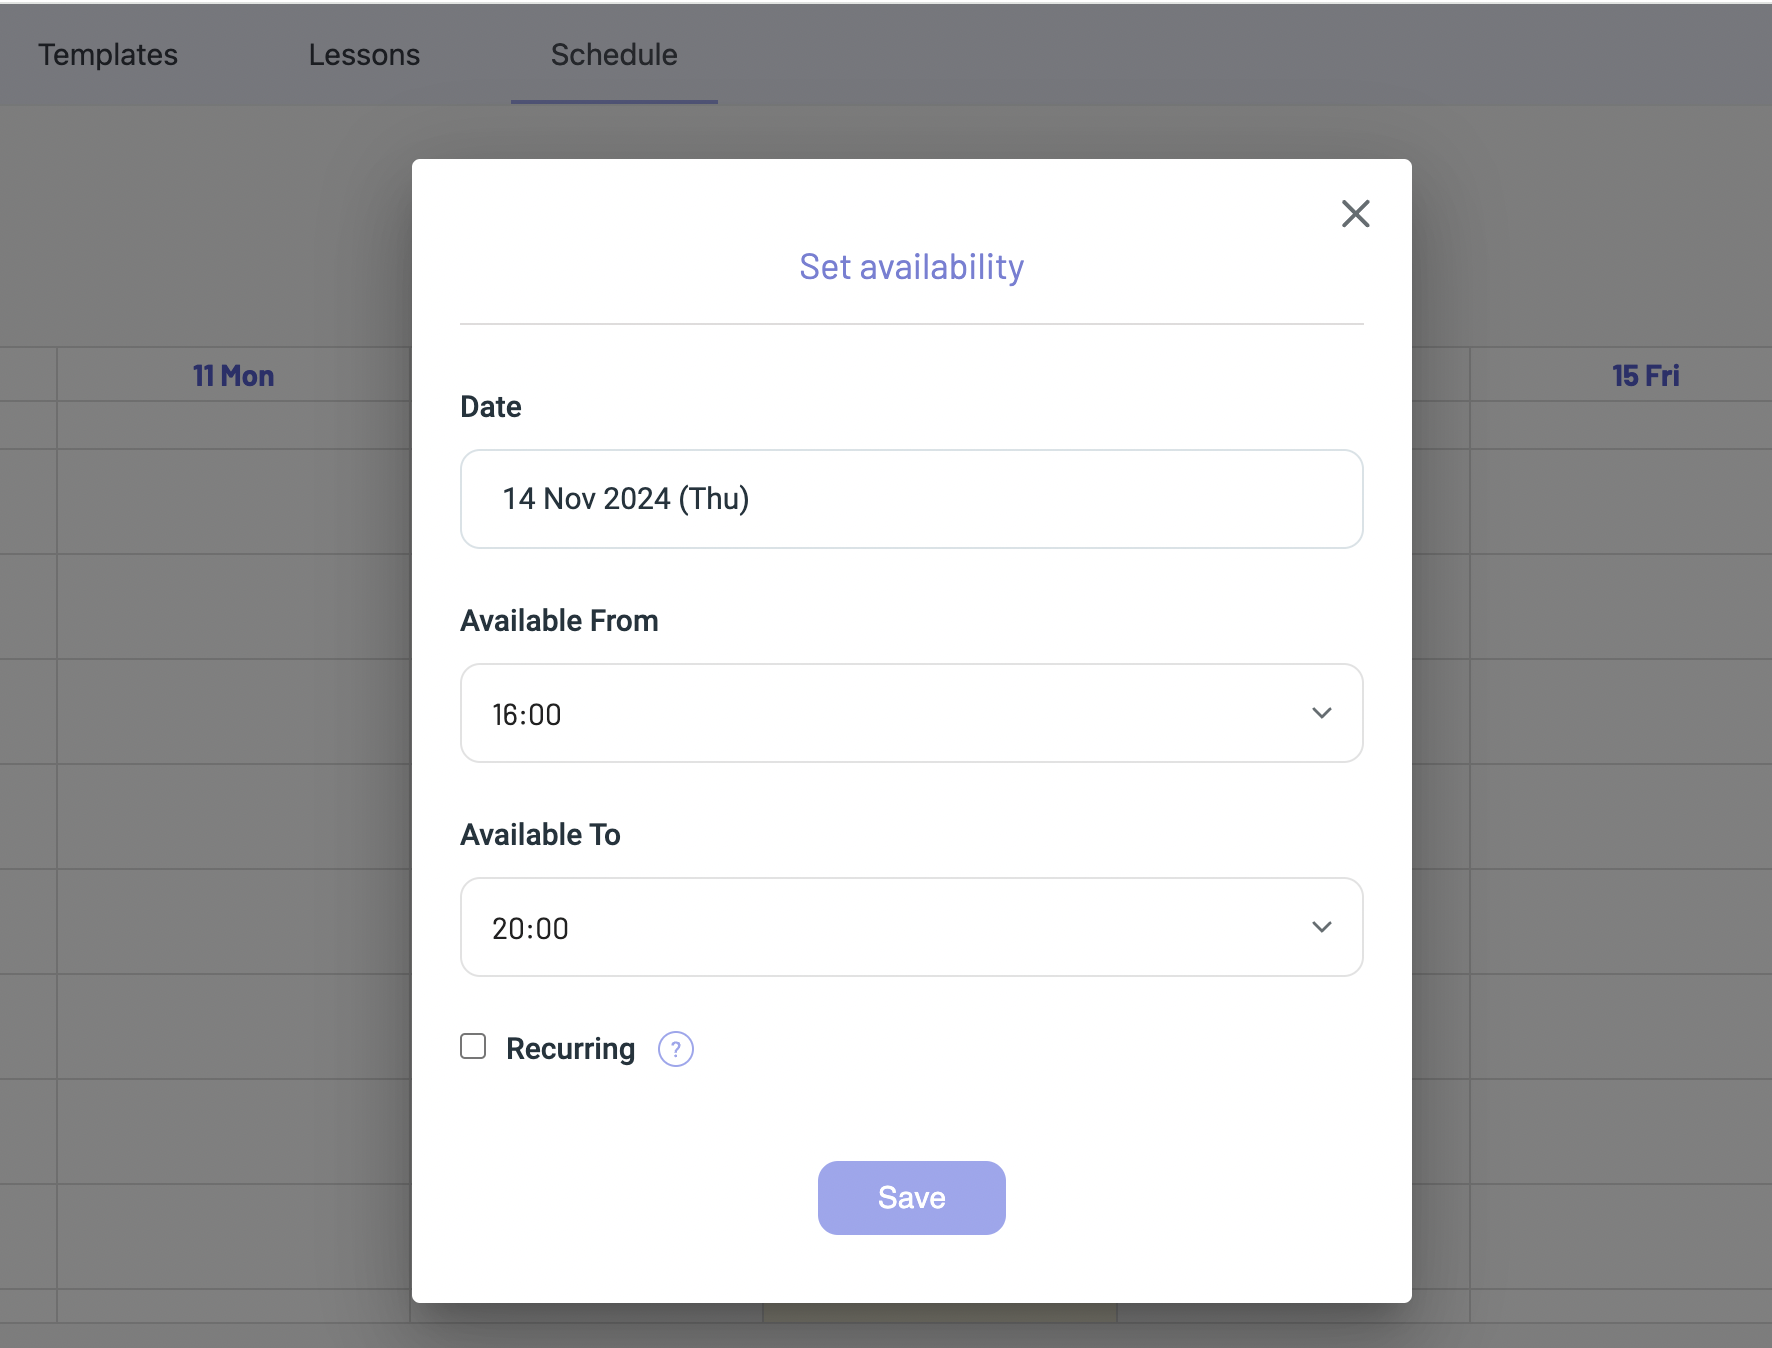 Templates Lessons Schedule
Set availability
11 Mon 15 Fri
Date
14 Nov 2024 (Thu)
Available From
16:00
Available To
20:00
Recurring ?
Save